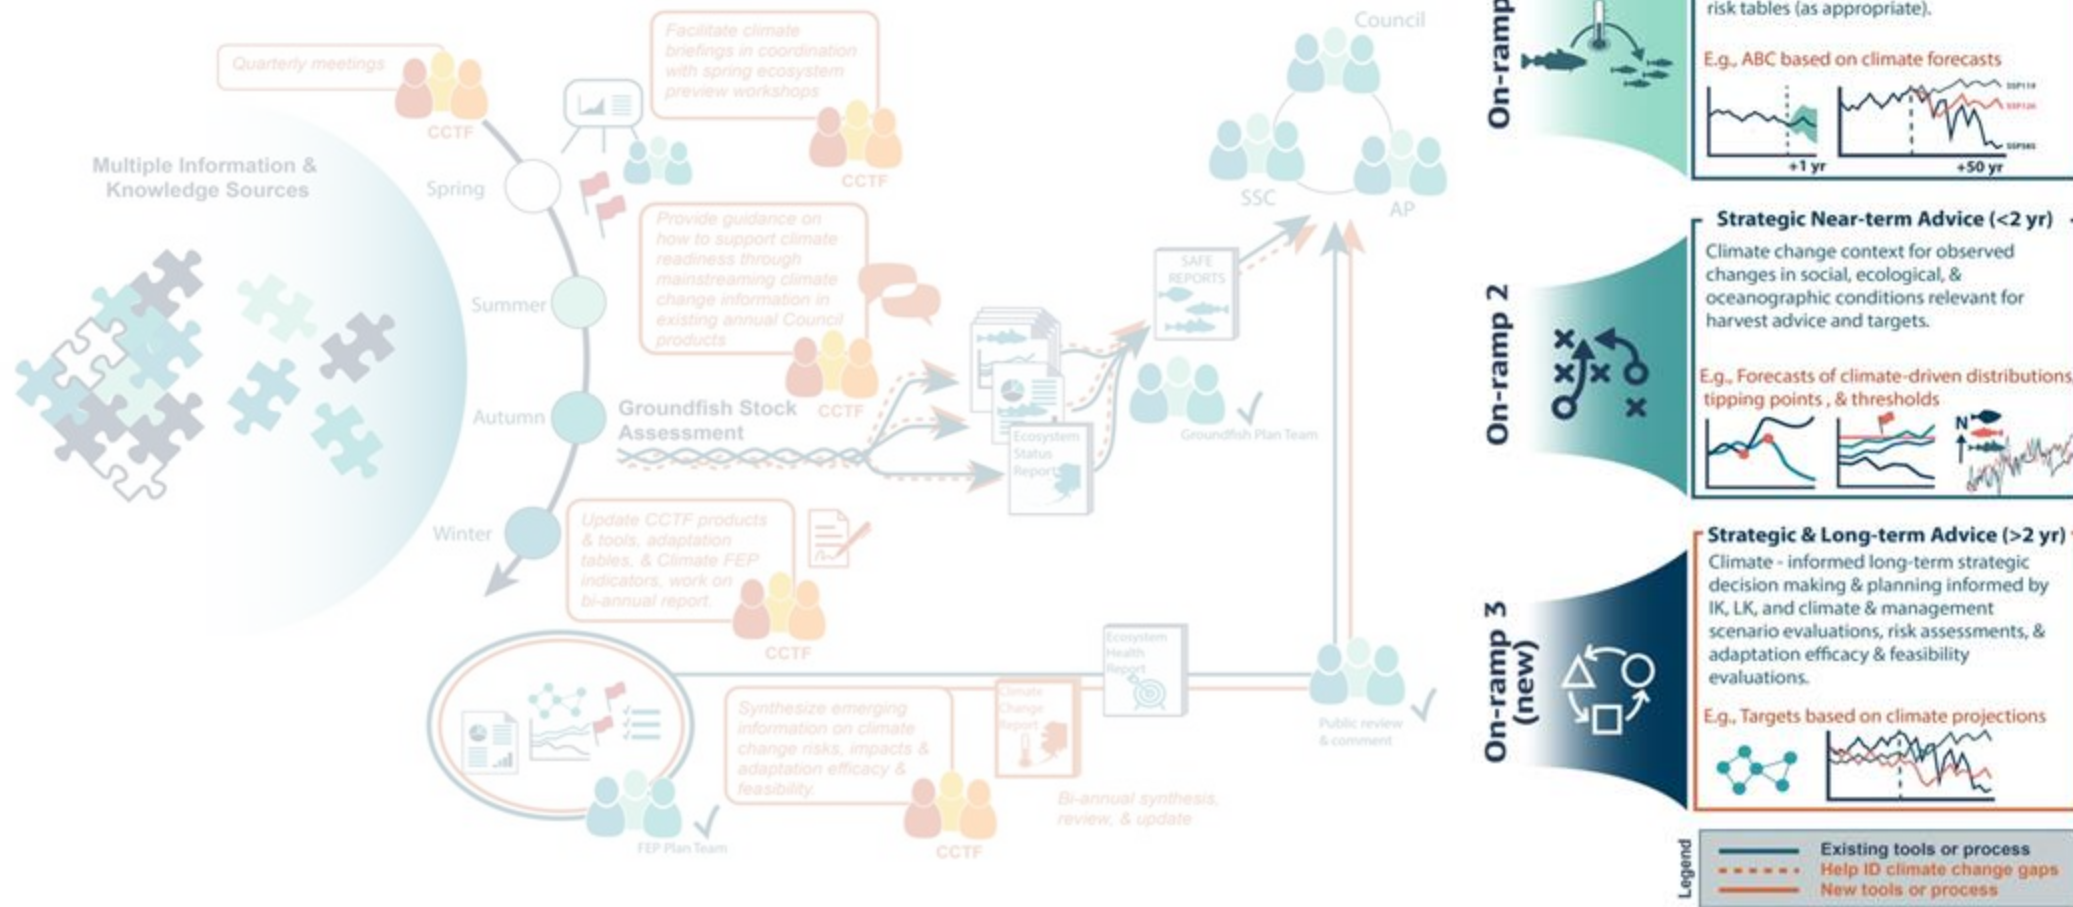 Quarterly meetings
CCTF
Multiple Information &
Knowledge Sources
Spring
Summer
Autumn
Winter
Facilitate climate
briefings in coordination
with spring ecosystem
preview workshops
CCTF
Provide guidance on
how to support climate
readiness through
mainstreaming climate
change information in
existing annual Council
products
CCTF
Groundfish Stock
Assessment
Ecosystem
Status
Report
SAFE
REPORTS
Groundfish Plan Team
Council
SSC
AP
Update CCTF products
& tools, adaptation
tables, & Climate FEP
indicators, work on
bi-annual report.
CCTF
FEP Plan Team
Synthesize emerging
information on climate
change risks, impacts &
adaptation efficacy &
feasibility.
CCTF
Climate
Change
Report
Ecosystem
Health
Report
Bi-annual synthesis,
review, & update
Public review
& comment
On-ramp
risk tables (as appropriate).
E.g., ABC based on climate forecasts
+1 yr
SSP119
SSP126
SSP585
+50 yr
On-ramp 2
Strategic Near-term Advice (<2 yr)
Climate change context for observed
changes in social, ecological, &
oceanographic conditions relevant for
harvest advice and targets.
E.g., Forecasts of climate-driven distributions,
tipping points , & thresholds
N
On-ramp 3
(new)
Strategic & Long-term Advice (>2 yr)
Climate - informed long-term strategic
decision making & planning informed by
IK, LK, and climate & management
scenario evaluations, risk assessments, &
adaptation efficacy & feasibility
evaluations.
E.g., Targets based on climate projections
Legend
Existing tools or process
Help ID climate change gaps
New tools or process